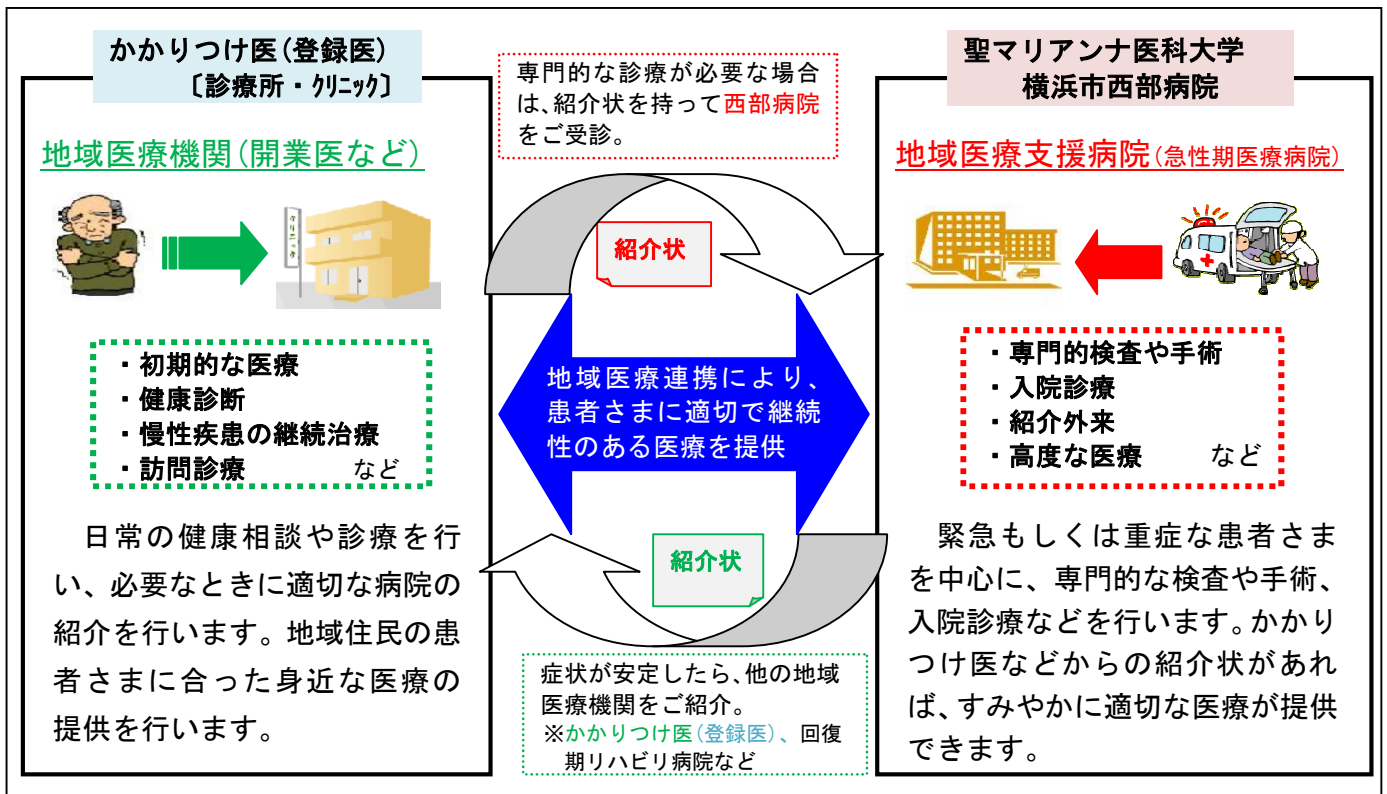 かかりつけ医(登録医)
〔診療所・ｸﾘﾆｯｸ〕
地域医療機関(開業医など)
クリニック
・初期的な医療
・健康診断
・慢性疾患の継続治療
・訪問診療　　　など
日常の健康相談や診療を行
い、必要なときに適切な病院の
紹介を行います。地域住民の患
者さまに合った身近な医療の
提供を行います。
専門的な診療が必要な場合
は、紹介状を持って西部病院
をご受診。
紹介状
地域医療連携により、
患者さまに適切で継続
性のある医療を提供
紹介状
症状が安定したら、他の地域
医療機関をご紹介。
※かかりつけ医(登録医)、回復
期リハビリ病院など
聖マリアンナ医科大学
横浜市西部病院
地域医療支援病院(急性期医療病院)
・専門的検査や手術
・入院診療
・紹介外来
・高度な医療　　など
緊急もしくは重症な患者さま
を中心に、専門的な検査や手術、
入院診療などを行います。かかり
つけ医などからの紹介状があれ
ば、すみやかに適切な医療が提供
できます。